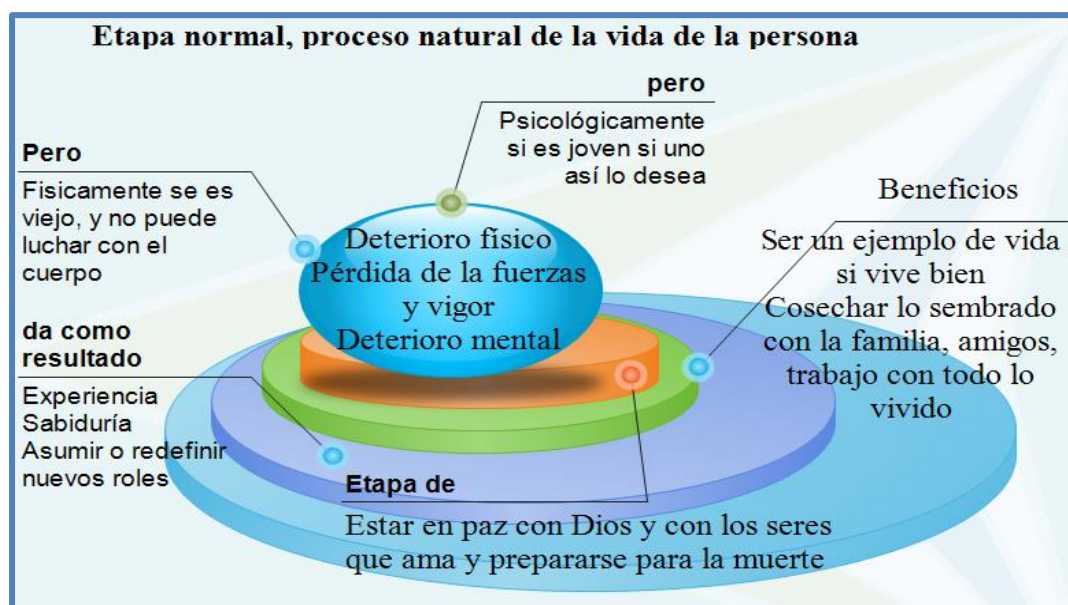 Etapa normal, proceso natural de la vida de la persona
pero
Psicológicamente
si es joven si uno
así lo desea
Pero
Fisicamente se es
viejo, y no puede
luchar con el
cuerpo
Deterioro físico
Pérdida de la fuerzas
y vigor
Deterioro mental
Beneficios
Ser un ejemplo de vida
si vive bien
Cosechar lo sembrado
con la familia, amigos,
trabajo con todo lo
vivido
da como
resultado
Experiencia
Sabiduría
Asumir o redefinir
nuevos roles
Etapa de
Estar en paz con Dios y con los seres
que ama y prepararse para la muerte